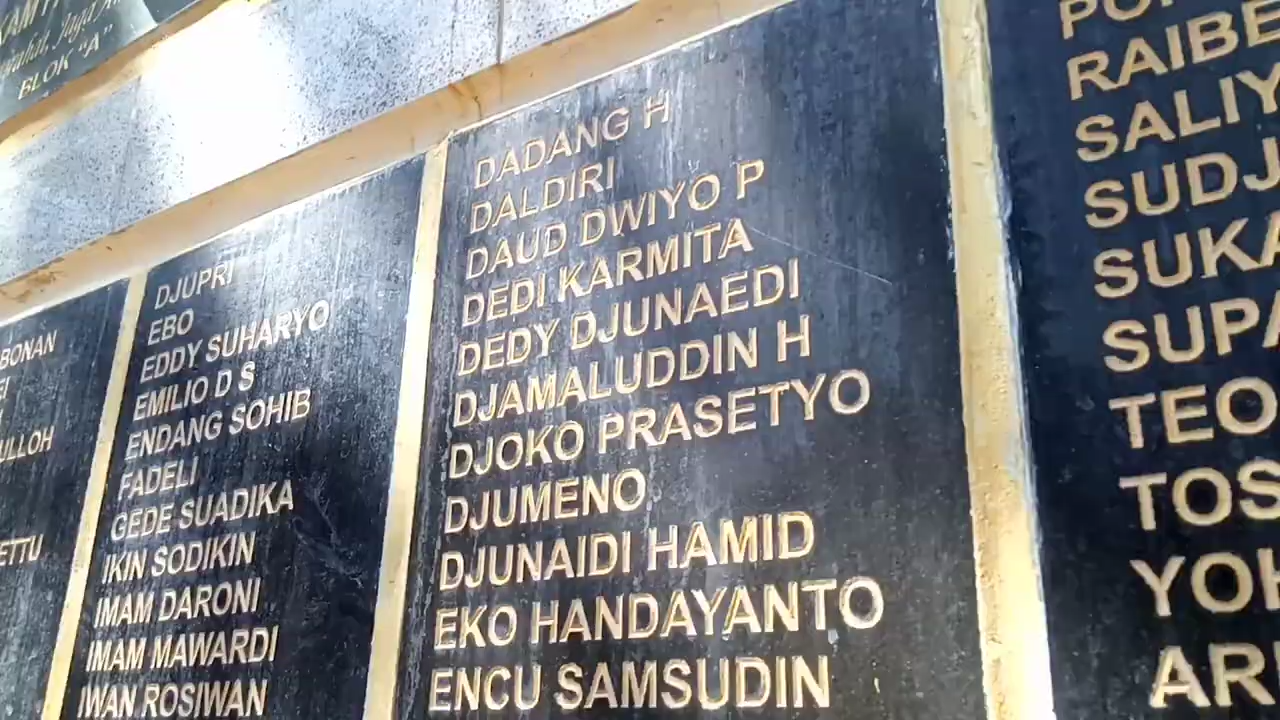 BLOK "A"
BONAN
ULLOH
ETTU
DJUPRI
EBO
EDDY SUHARYO
EMILIO D S
ENDANG SOHIB
FADELI
GEDE SUADIKA
IKIN SODIKIN
IMAM DARONI
IMAM MAWARDI
IWAN ROSIWAN
DADANG H
DALDIRI
DAUD DWIYO P
DEDI KARMITA
DEDY DJUNAEDI
DJAMALUDDIN H
DJOKO PRASETYO
DJUMENO
DJUNAIDI HAMID
EKO HANDAYANTO
ENCU SAMSUDIN
RAIBE
SALIY
SUDJ
SUKA
SUPA
TEO
TOS
YOH